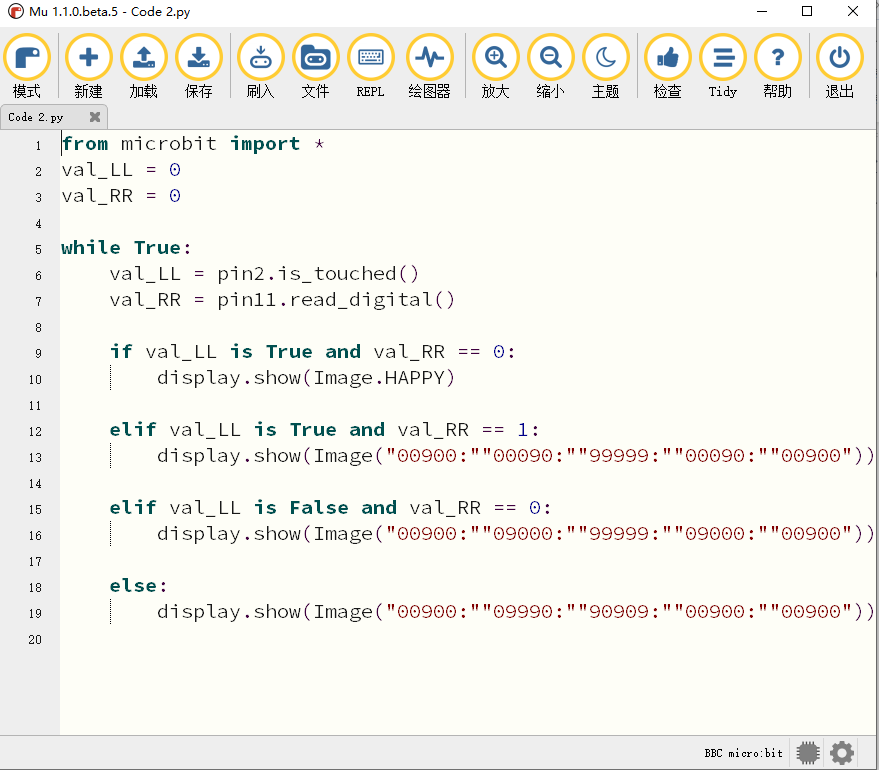 Mu 1.1.0.beta.5 - Code 2.py
模式 新建 加载 保存 刷入 文件 REPL 绘图器 放大 缩小 主题 检查 Tidy 帮助 退出
Code 2.py
1 from microbit import *
2 val_LL = 0
3 val_RR = 0
4
5 while True:
6     val_LL = pin2.is_touched()
7     val_RR = pin11.read_digital()
8
9     if val_LL is True and val_RR == 0:
10         display.show(Image.HAPPY)
11
12     elif val_LL is True and val_RR == 1:
13         display.show(Image("00900:""00090:""99999:""00090:""00900"))
14
15     elif val_LL is False and val_RR == 0:
16         display.show(Image("00900:""09000:""99999:""09000:""00900"))
17
18     else:
19         display.show(Image("00900:""09990:""90909:""00900:""00900"))
20
BBC micro:bit